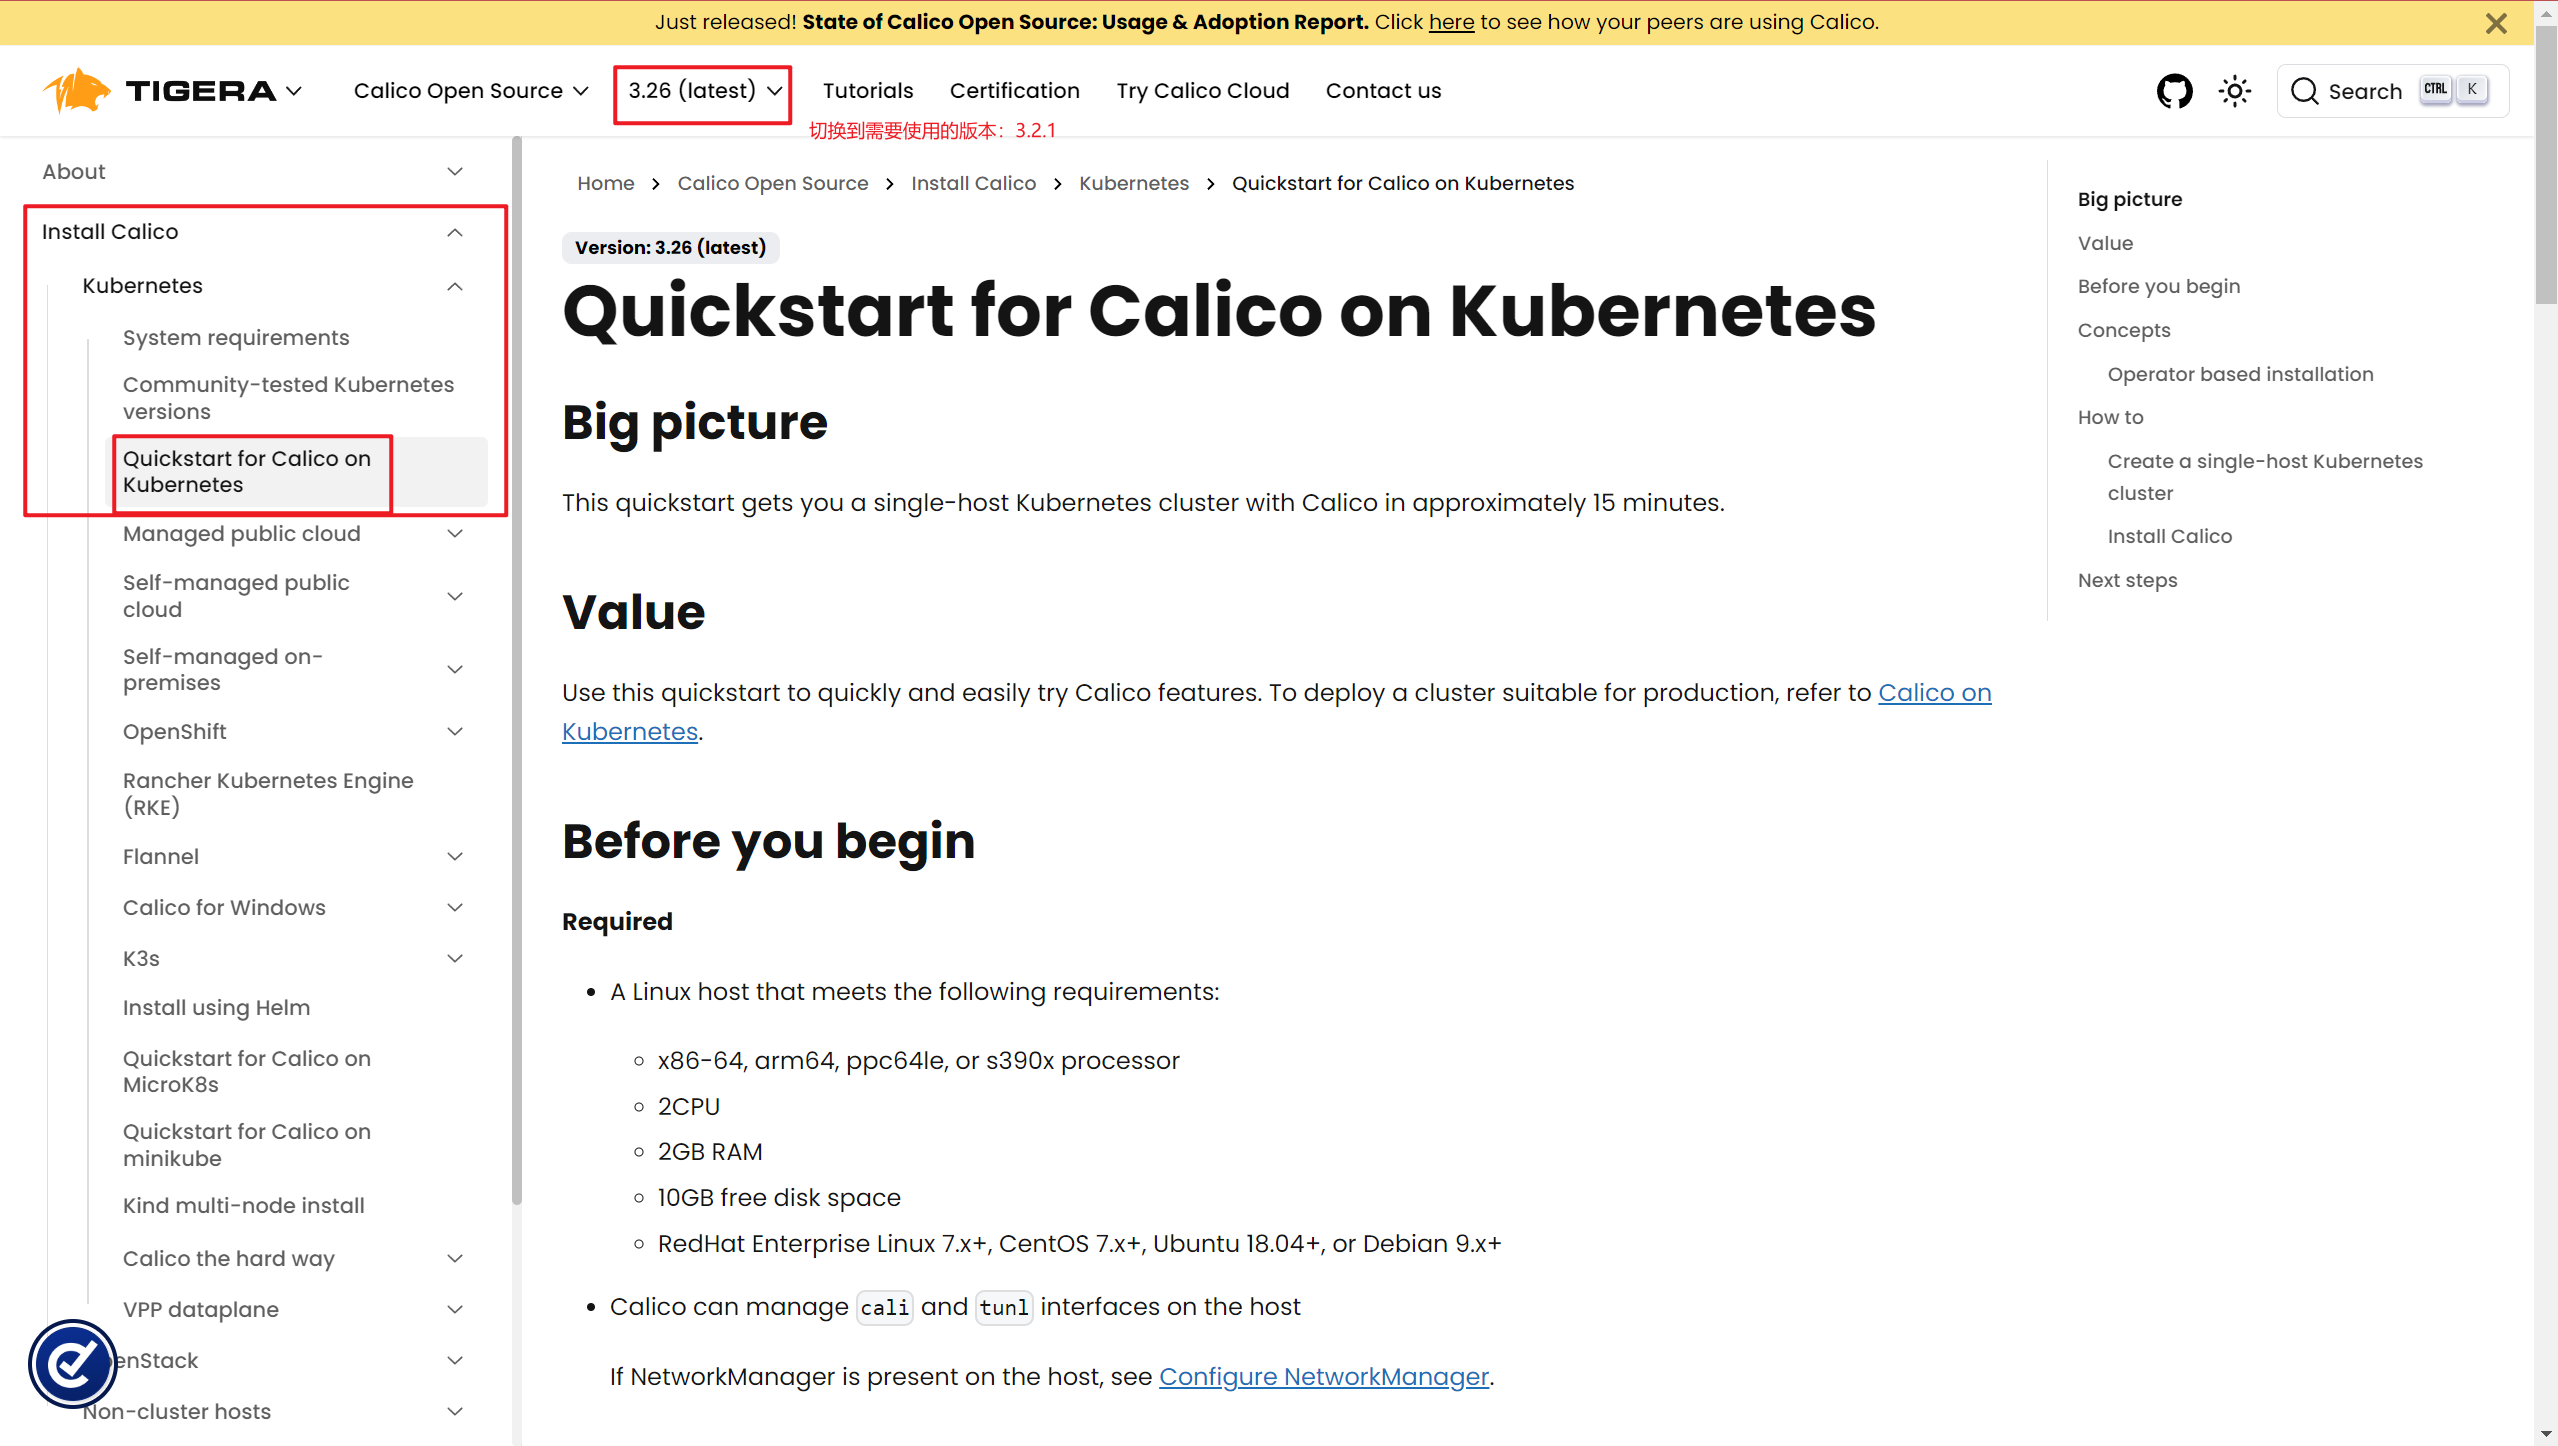 Just released! State of Calico Open Source: Usage & Adoption Report. Click here to see how your peers are using Calico.
TIGERA
Calico Open Source
3.26 (latest)
Tutorials
Certification
Try Calico Cloud
Contact us
Search
CTRL
K
切换到需要使用的版本：3.2.1
About
Install Calico
Kubernetes
System requirements
Community-tested Kubernetes
versions
Quickstart for Calico on
Kubernetes
Managed public cloud
Self-managed public
cloud
Self-managed on-
premises
OpenShift
Rancher Kubernetes Engine
(RKE)
Flannel
Calico for Windows
K3s
Install using Helm
Quickstart for Calico on
MicroK8s
Quickstart for Calico on
minikube
Kind multi-node install
Calico the hard way
VPP dataplane
enStack
Non-cluster hosts
Home
Calico Open Source
Install Calico
Kubernetes
Quickstart for Calico on Kubernetes
Version: 3.26 (latest)
Quickstart for Calico on Kubernetes
Big picture
This quickstart gets you a single-host Kubernetes cluster with Calico in approximately 15 minutes.
Value
Use this quickstart to quickly and easily try Calico features. To deploy a cluster suitable for production, refer to Calico on
Kubernetes.
Before you begin
Required
• A Linux host that meets the following requirements:
◦ x86-64, arm64, ppc64le, or s390x processor
◦ 2CPU
◦ 2GB RAM
◦ 10GB free disk space
◦ RedHat Enterprise Linux 7.x+, CentOS 7.x+, Ubuntu 18.04+, or Debian 9.x+
• Calico can manage cali and tunl interfaces on the host
If NetworkManager is present on the host, see Configure NetworkManager.
Big picture
Value
Before you begin
Concepts
Operator based installation
How to
Create a single-host Kubernetes
cluster
Install Calico
Next steps